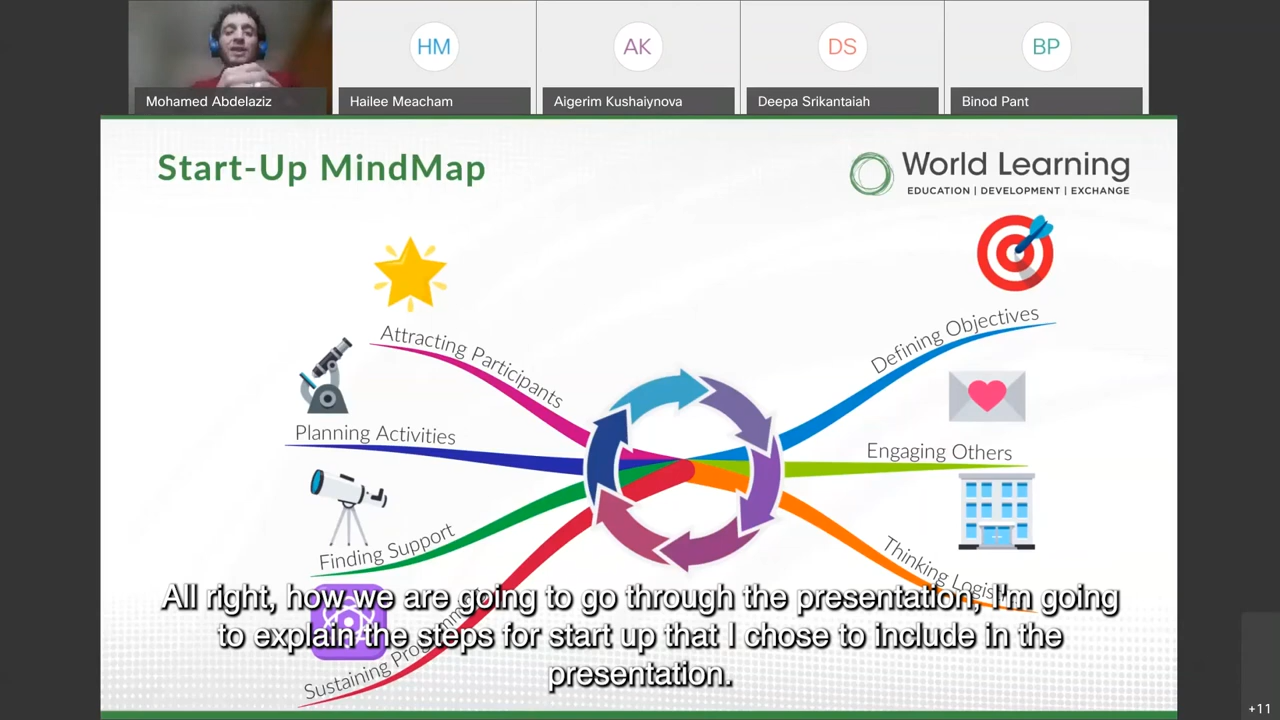 HM
AK
DS
BP
Mohamed Abdelaziz
Hailee Meacham
Aigerim Kushaiynova
Deepa Srikantaiah
Binod Pant
Start-Up MindMap
World Learning
EDUCATION | DEVELOPMENT | EXCHANGE
Attracting Participants
Defining Objectives
Planning Activities
Engaging Others
Finding Support
Thinking
Sustaining
All right, how we are going to go through the presentation, I'm going
to explain the steps for start up that I chose to include in the
presentation.
+11